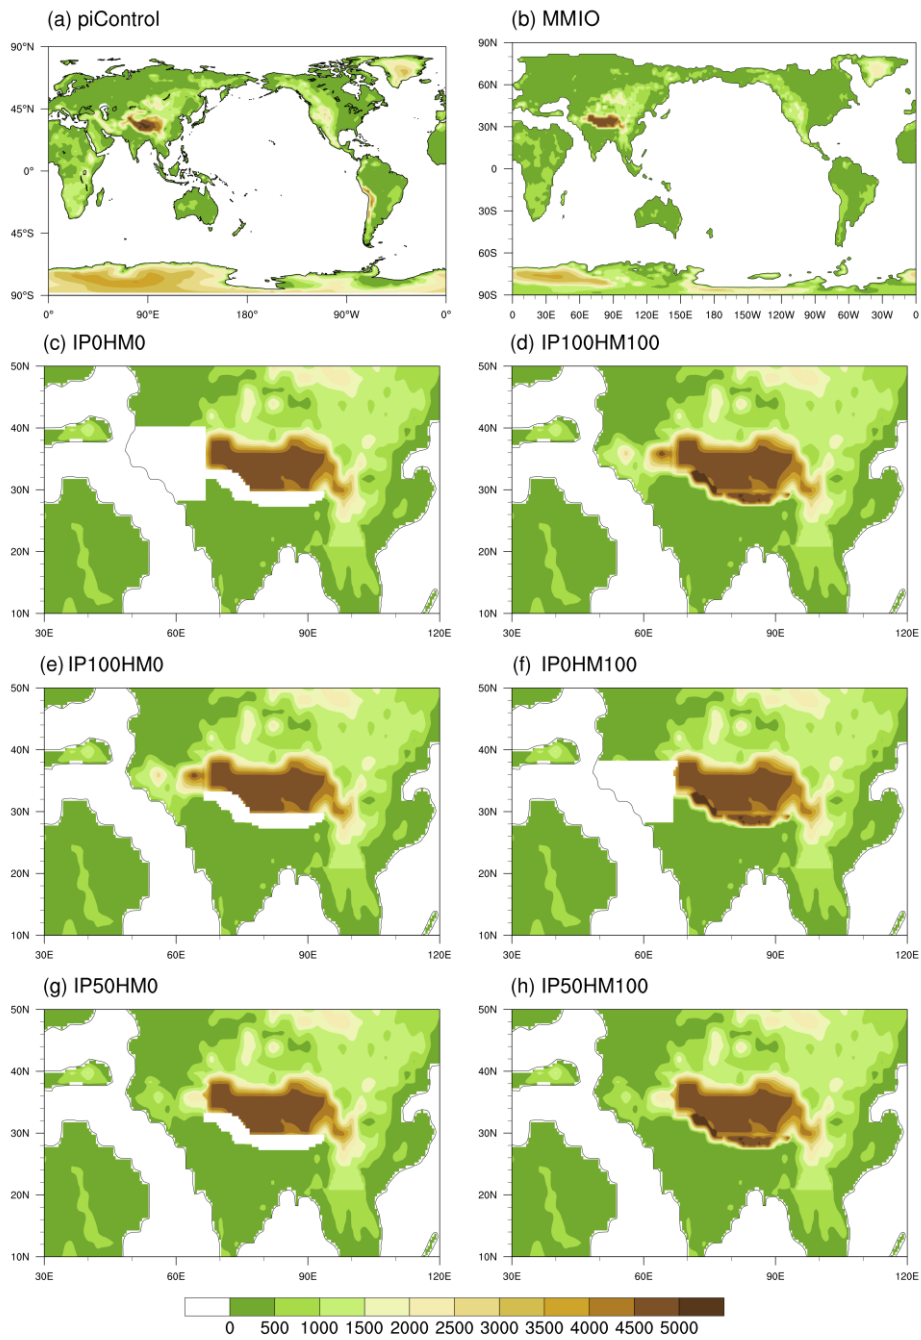 (a) piControl
(b) MMIO
90°N
45°N
0°
45°S
90°S
0° 90°E 180° 90°W 0°
90N
60N
30N
0
30S
60S
90S
0 30E 60E 90E 120E 150E 180 150W 120W 90W 60W 30W 0
(c) IP0HM0
(d) IP100HM100
50N
40N
30N
20N
10N
30E 60E 90E 120E
50N
40N
30N
20N
10N
30E 60E 90E 120E
(e) IP100HM0
(f) IP0HM100
50N
40N
30N
20N
10N
30E 60E 90E 120E
50N
40N
30N
20N
10N
30E 60E 90E 120E
(g) IP50HM0
(h) IP50HM100
50N
40N
30N
20N
10N
30E 60E 90E 120E
50N
40N
30N
20N
10N
30E 60E 90E 120E
0 500 1000 1500 2000 2500 3000 3500 4000 4500 5000